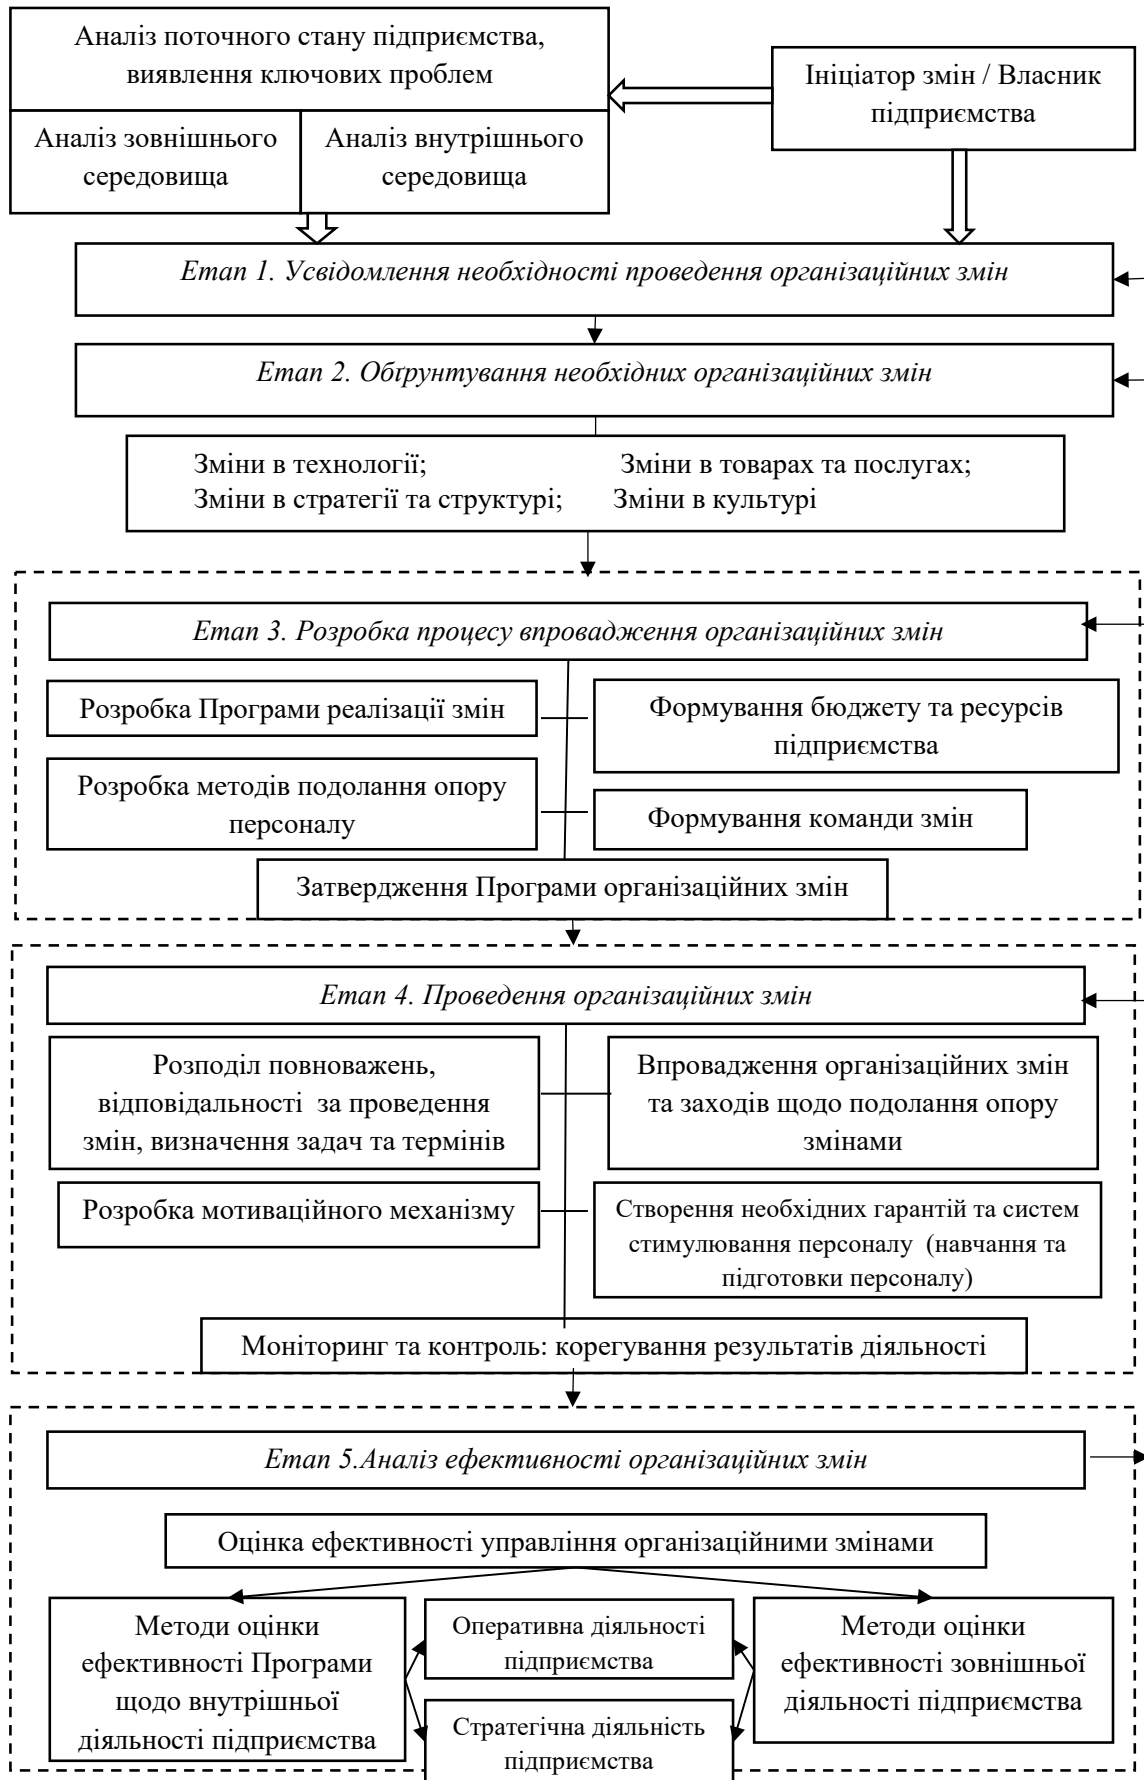 Аналіз поточного стану підприємства,
виявлення ключових проблем
Ініціатор змін / Власник
підприємства
Аналіз зовнішнього
середовища
Аналіз внутрішнього
середовища
Етап 1. Усвідомлення необхідності проведення організаційних змін
Етап 2. Обґрунтування необхідних організаційних змін
Зміни в технології; Зміни в товарах та послугах;
Зміни в стратегії та структурі; Зміни в культурі
Етап 3. Розробка процесу впровадження організаційних змін
Розробка Програми реалізації змін
Формування бюджету та ресурсів
підприємства
Розробка методів подолання опору
персоналу
Формування команди змін
Затвердження Програми організаційних змін
Етап 4. Проведення організаційних змін
Розподіл повноважень,
відповідальності за проведення
змін, визначення задач та термінів
Впровадження організаційних змін
та заходів щодо подолання опору
змінами
Розробка мотиваційного механізму
Створення необхідних гарантій та систем
стимулювання персоналу (навчання та
підготовки персоналу)
Моніторинг та контроль: корегування результатів діяльності
Етап 5.Аналіз ефективності організаційних змін
Оцінка ефективності управління організаційними змінами
Методи оцінки
ефективності Програми
щодо внутрішньої
діяльності підприємства
Оперативна діяльності
підприємства
Стратегічна діяльність
підприємства
Методи оцінки
ефективності зовнішньої
діяльності підприємства